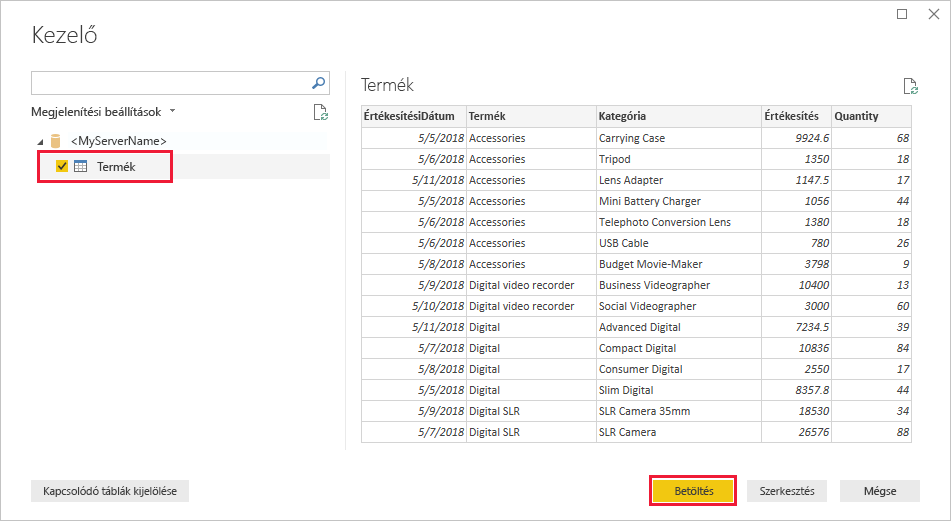 Kezelő
Megjelenítési beállítások
<MyServerName>
Termék
Termék
ÉrtékesítésiDátum Termék Kategória Értékesítés Quantity
5/5/2018 Accessories Carrying Case 9924.6 68
5/6/2018 Accessories Tripod 1350 18
5/11/2018 Accessories Lens Adapter 1147.5 17
5/5/2018 Accessories Mini Battery Charger 1056 44
5/6/2018 Accessories Telephoto Conversion Lens 1380 18
5/6/2018 Accessories USB Cable 780 26
5/8/2018 Accessories Budget Movie-Maker 3798 9
5/9/2018 Digital video recorder Business Videographer 10400 13
5/10/2018 Digital video recorder Social Videographer 3000 60
5/11/2018 Digital Advanced Digital 7234.5 39
5/7/2018 Digital Compact Digital 10836 84
5/8/2018 Digital Consumer Digital 2550 17
5/5/2018 Digital Slim Digital 8357.8 44
5/9/2018 Digital SLR SLR Camera 35mm 18530 34
5/7/2018 Digital SLR SLR Camera 26576 88
Kapcsolódó táblák kijelölése Betöltés Szerkesztés Mégse